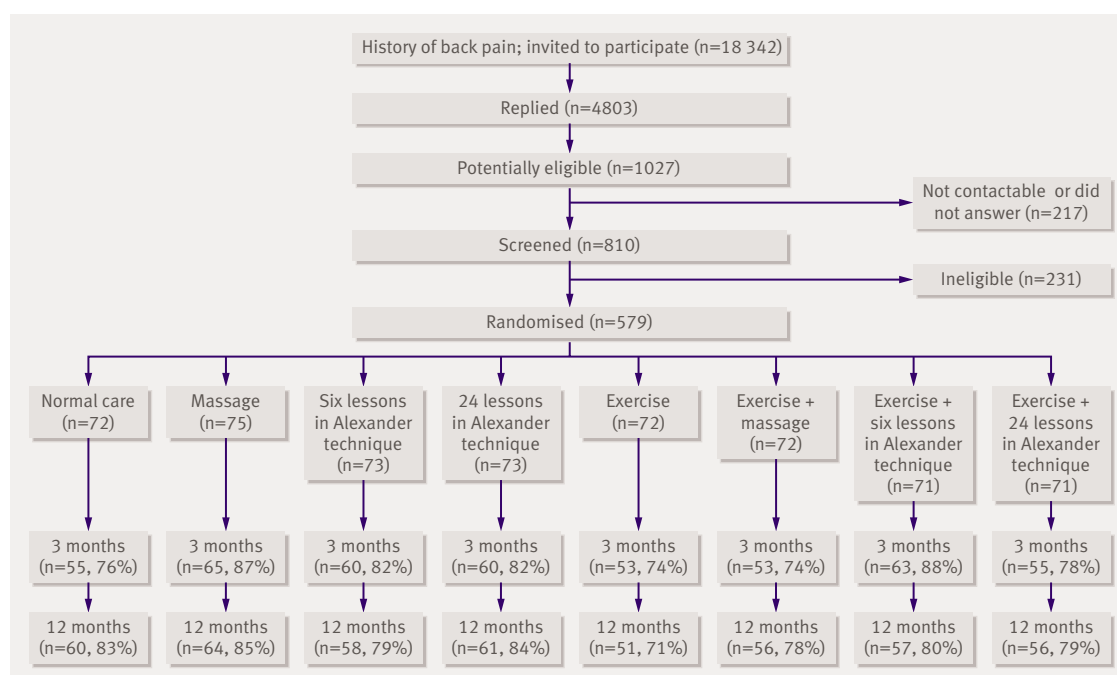 History of back pain; invited to participate (n=18 342)
Replied (n=4803)
Potentially eligible (n=1027)
Not contactable or did
not answer (n=217)
Screened (n=810)
Ineligible (n=231)
Randomised (n=579)
Normal care
(n=72)
Massage
(n=75)
Six lessons
in Alexander
technique
(n=73)
24 lessons
in Alexander
technique
(n=73)
Exercise
(n=72)
Exercise +
massage
(n=72)
Exercise +
six lessons
in Alexander
technique
(n=71)
Exercise +
24 lessons
in Alexander
technique
(n=71)
3 months
(n=55, 76%)
3 months
(n=65, 87%)
3 months
(n=60, 82%)
3 months
(n=60, 82%)
3 months
(n=53, 74%)
3 months
(n=53, 74%)
3 months
(n=63, 88%)
3 months
(n=55, 78%)
12 months
(n=60, 83%)
12 months
(n=64, 85%)
12 months
(n=58, 79%)
12 months
(n=61, 84%)
12 months
(n=51, 71%)
12 months
(n=56, 78%)
12 months
(n=57, 80%)
12 months
(n=56, 79%)